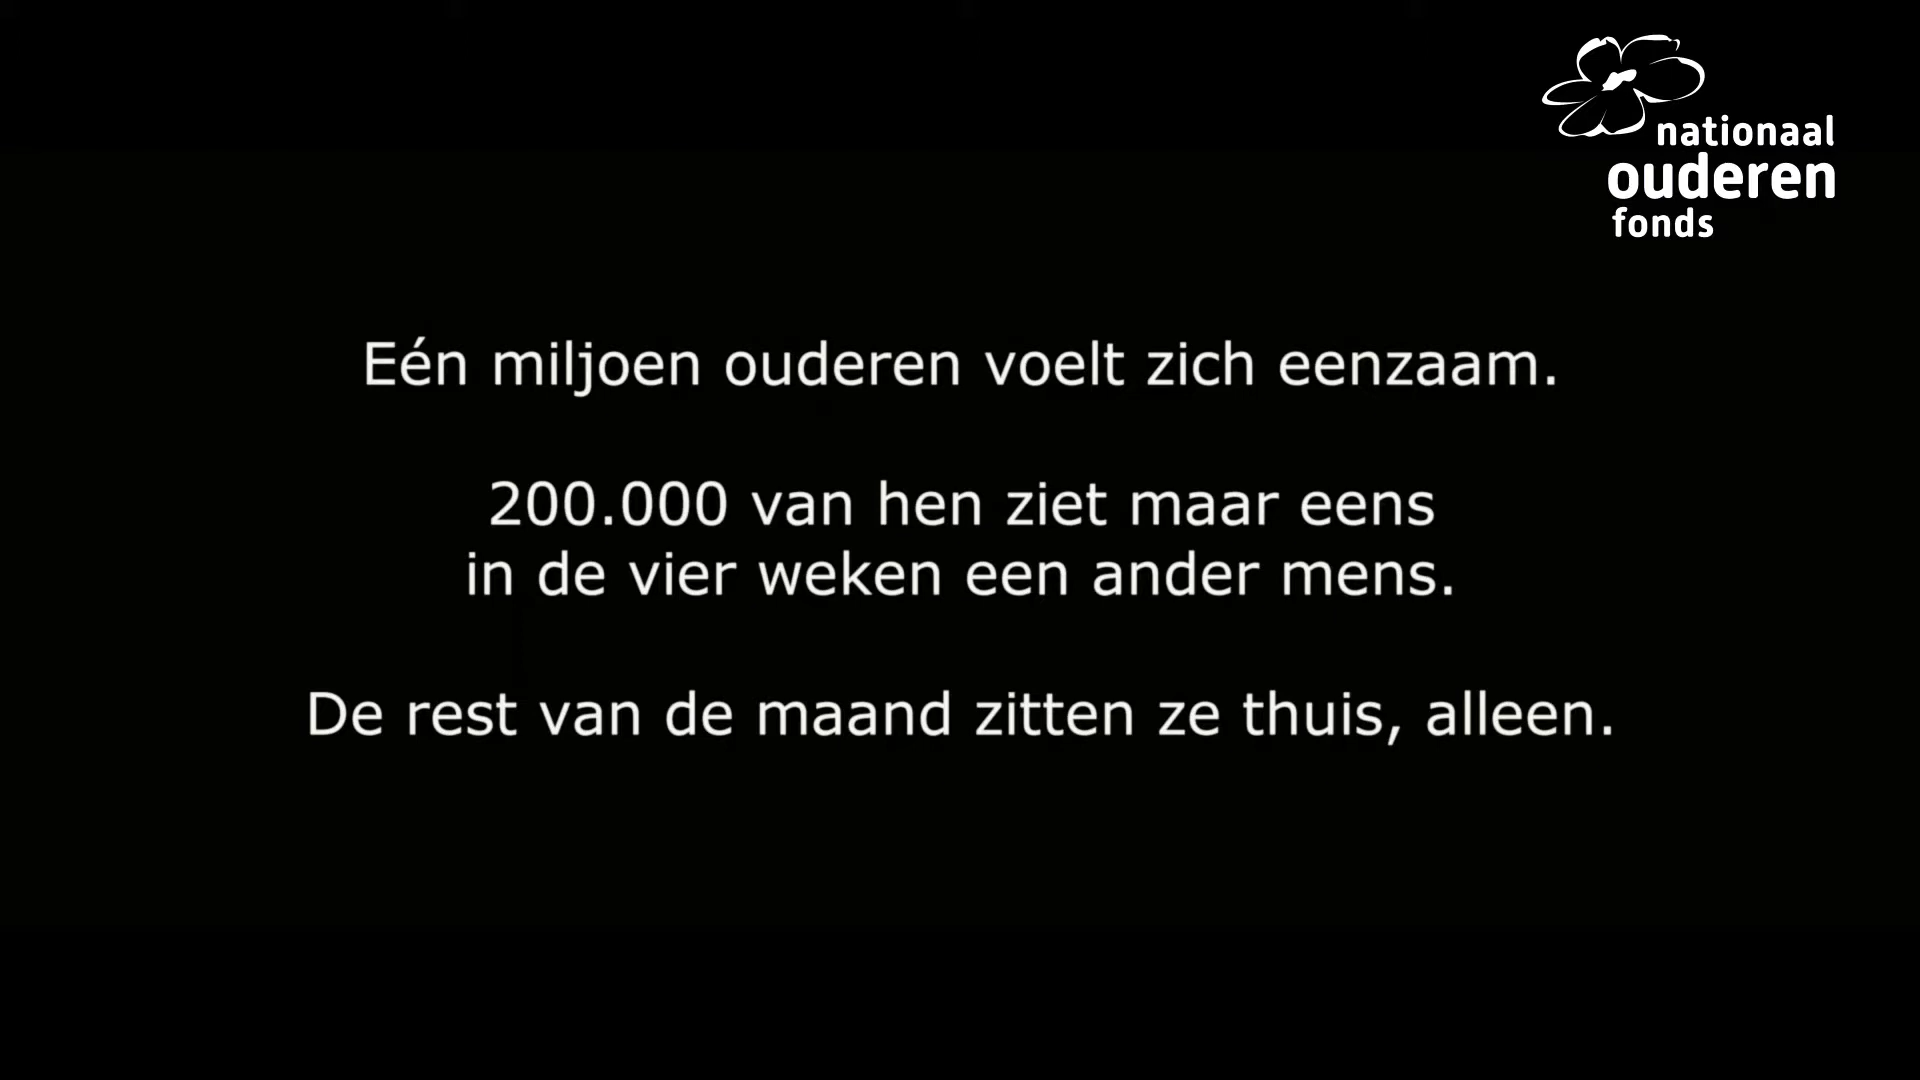 nationaal
ouderen
fonds
Eén miljoen ouderen voelt zich eenzaam.
200.000 van hen ziet maar eens
in de vier weken een ander mens.
De rest van de maand zitten ze thuis, alleen.